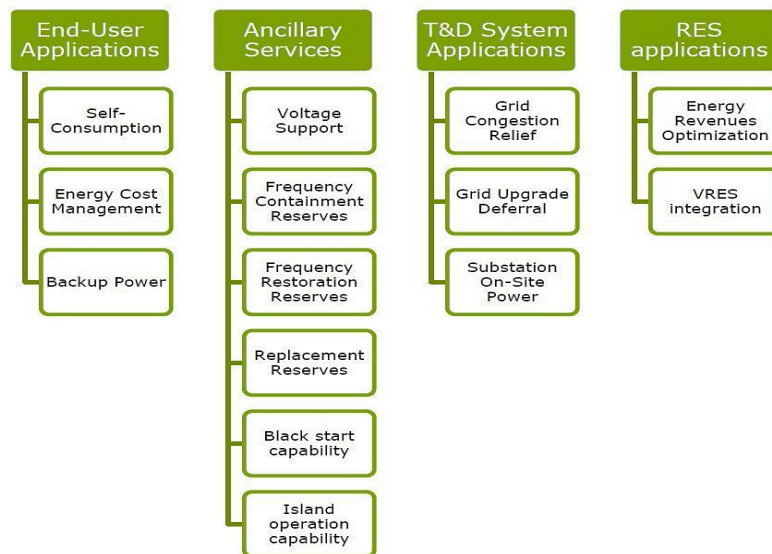 End-User
Applications
Self-
Consumption
Energy Cost
Management
Backup Power
Ancillary
Services
Voltage
Support
Frequency
Containment
Reserves
Frequency
Restoration
Reserves
Replacement
Reserves
Black start
capability
Island
operation
capability
T&D System
Applications
Grid
Congestion
Relief
Grid Upgrade
Deferral
Substation
On-Site
Power
RES
applications
Energy
Revenues
Optimization
VRES
integration